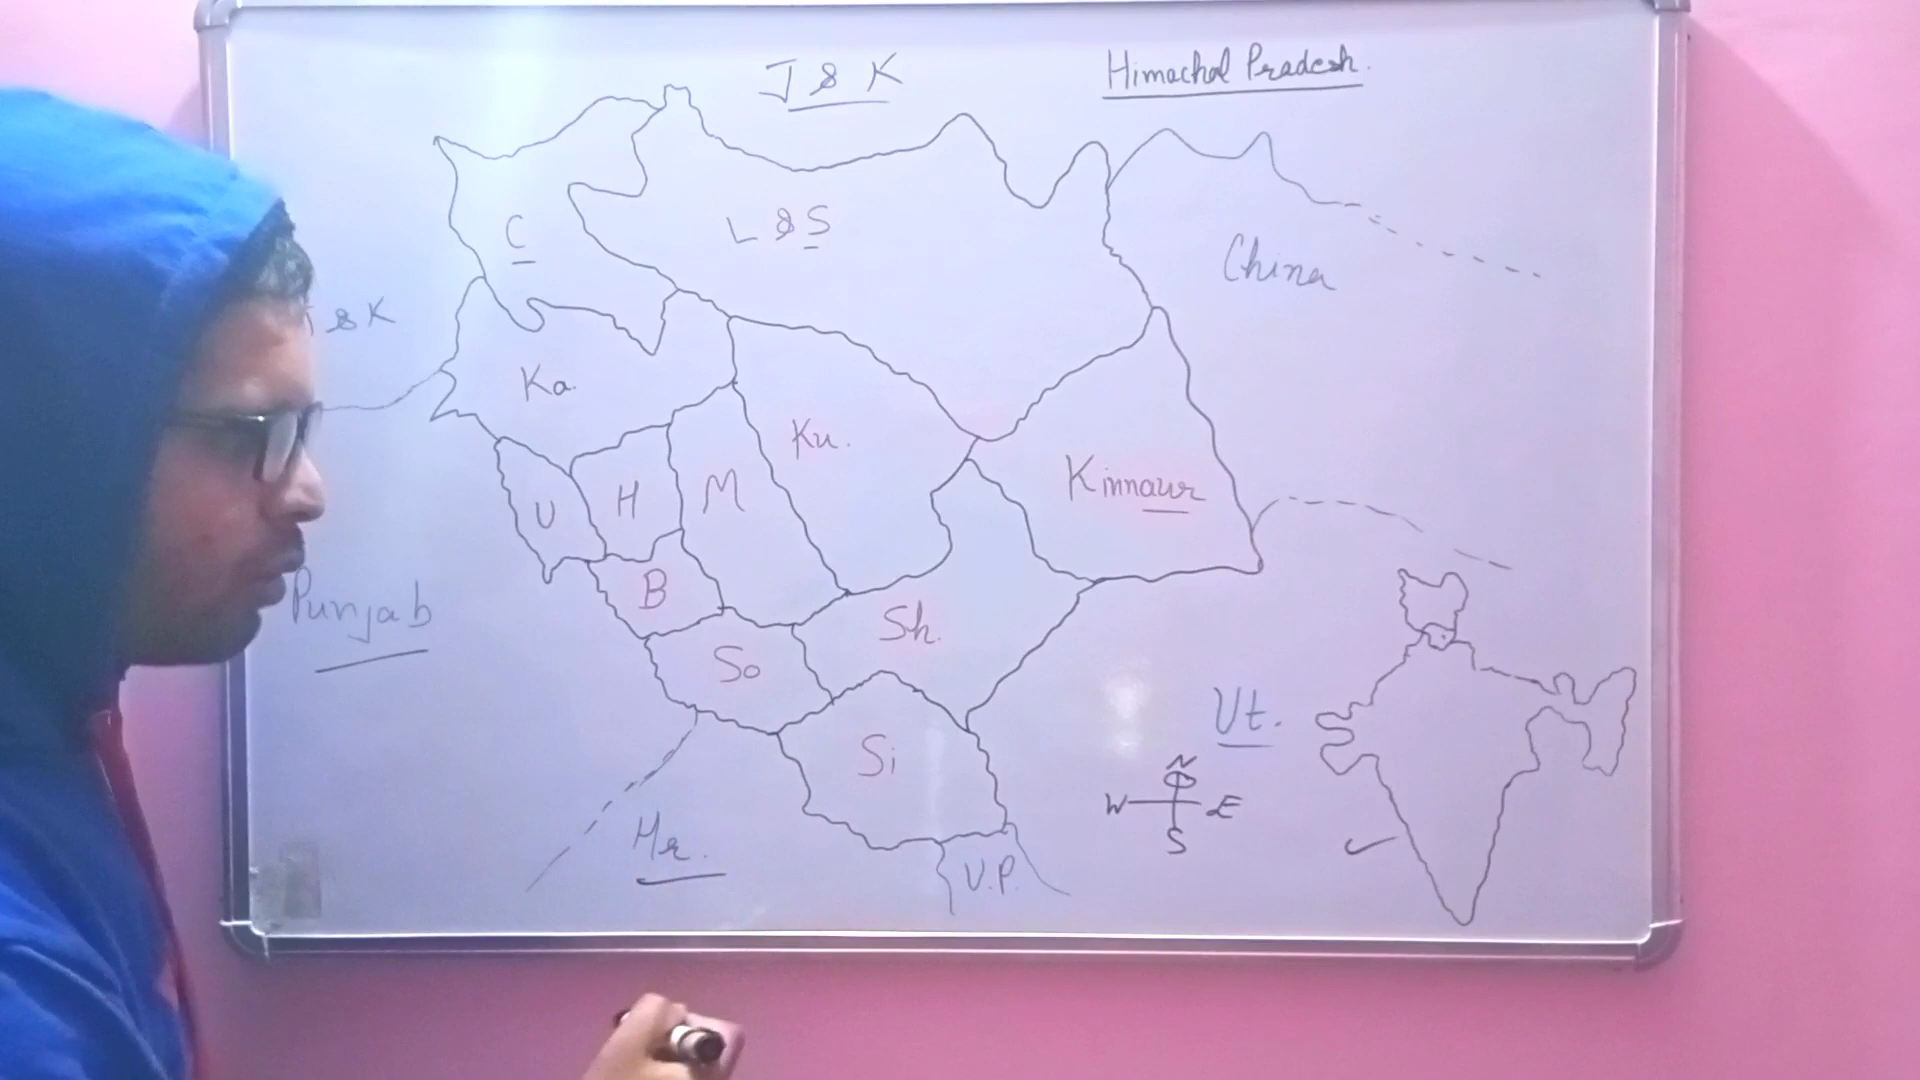 J & K
Himachal Pradesh.
C
L & S
China
& K
Ka.
Ku.
Kinnaur
U
H
M
B
Sh.
Punjab
So
Ut.
Si
N
W
E
S
Hr.
U.P.